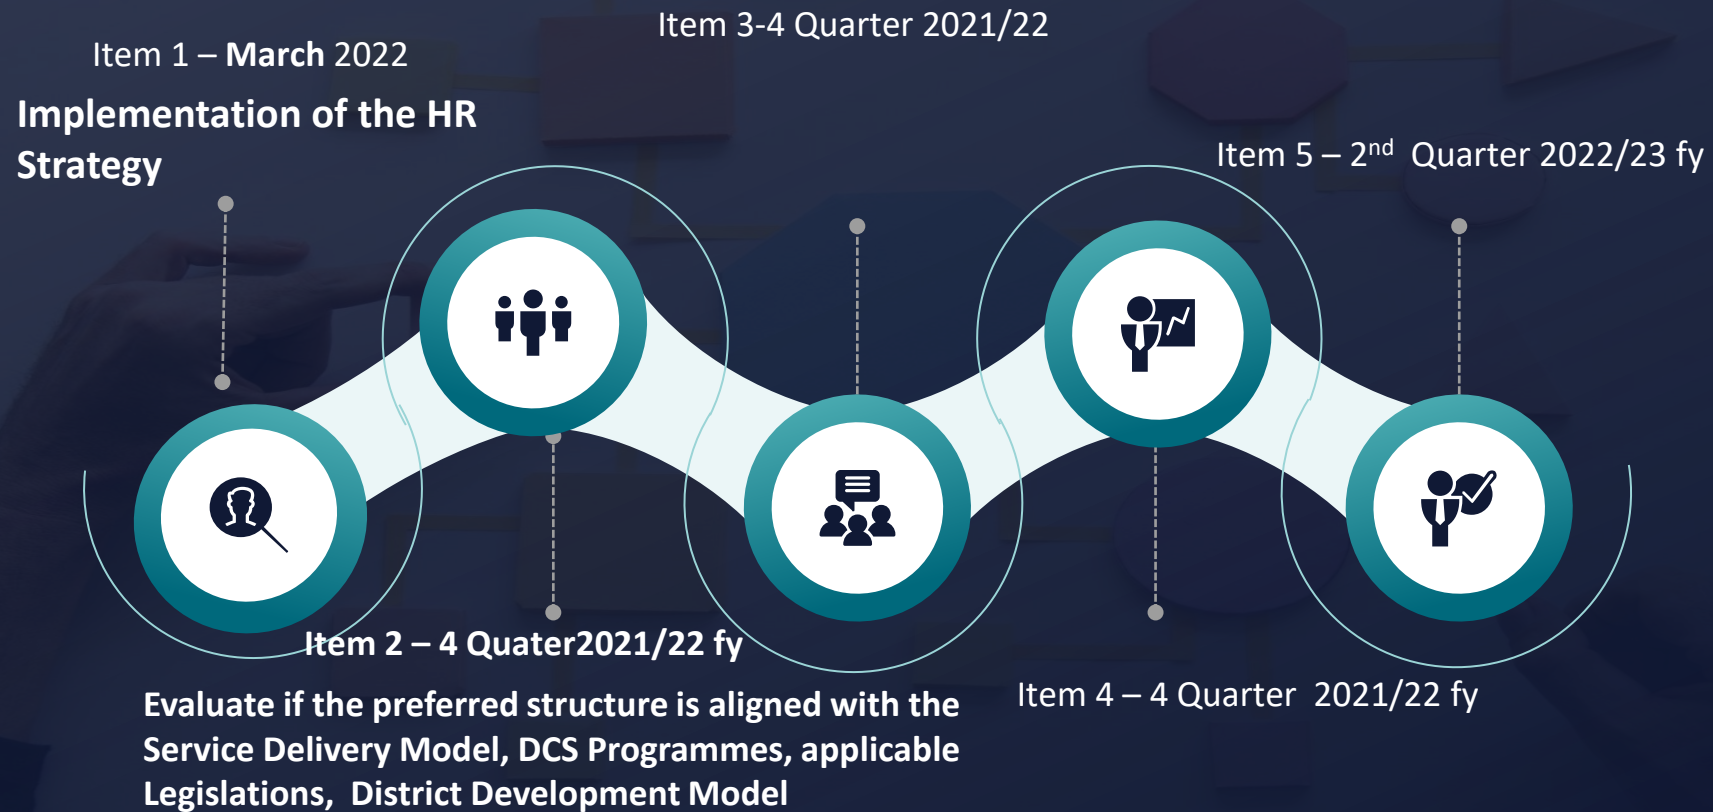 Item 1 – March 2022
Implementation of the HR
Strategy
Item 2 – 4 Quater2021/22 fy
Evaluate if the preferred structure is aligned with the
Service Delivery Model, DCS Programmes, applicable
Legislations, District Development Model
Item 3-4 Quarter 2021/22
Item 4 – 4 Quarter 2021/22 fy
Item 5 – 2nd Quarter 2022/23 fy